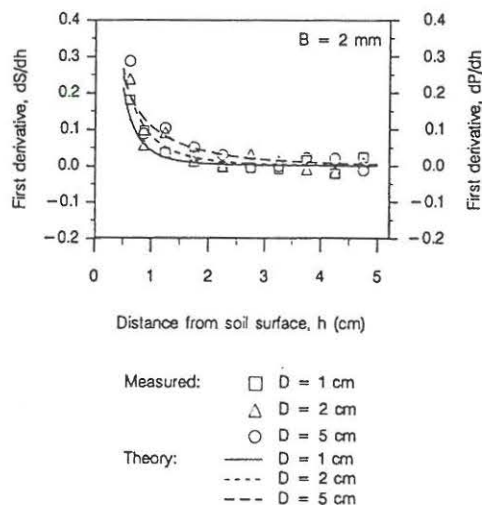 B = 2 mm
First derivative, dS/dh
0.4
0.3
0.2
0.1
0.0
−0.1
−0.2
0.4
0.3
0.2
0.1
0.0
−0.1
−0.2
First derivative, dP/dh
0 1 2 3 4 5
Distance from soil surface, h (cm)
Measured: D = 1 cm
D = 2 cm
D = 5 cm
Theory: D = 1 cm
D = 2 cm
D = 5 cm